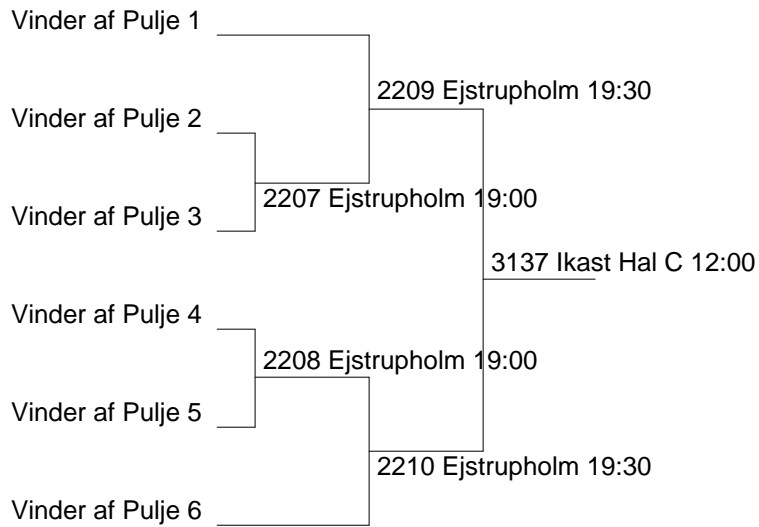 Vinder af Pulje 1
2209 Ejstrupholm 19:30
Vinder af Pulje 2
2207 Ejstrupholm 19:00
Vinder af Pulje 3
3137 Ikast Hal C 12:00
Vinder af Pulje 4
2208 Ejstrupholm 19:00
Vinder af Pulje 5
2210 Ejstrupholm 19:30
Vinder af Pulje 6